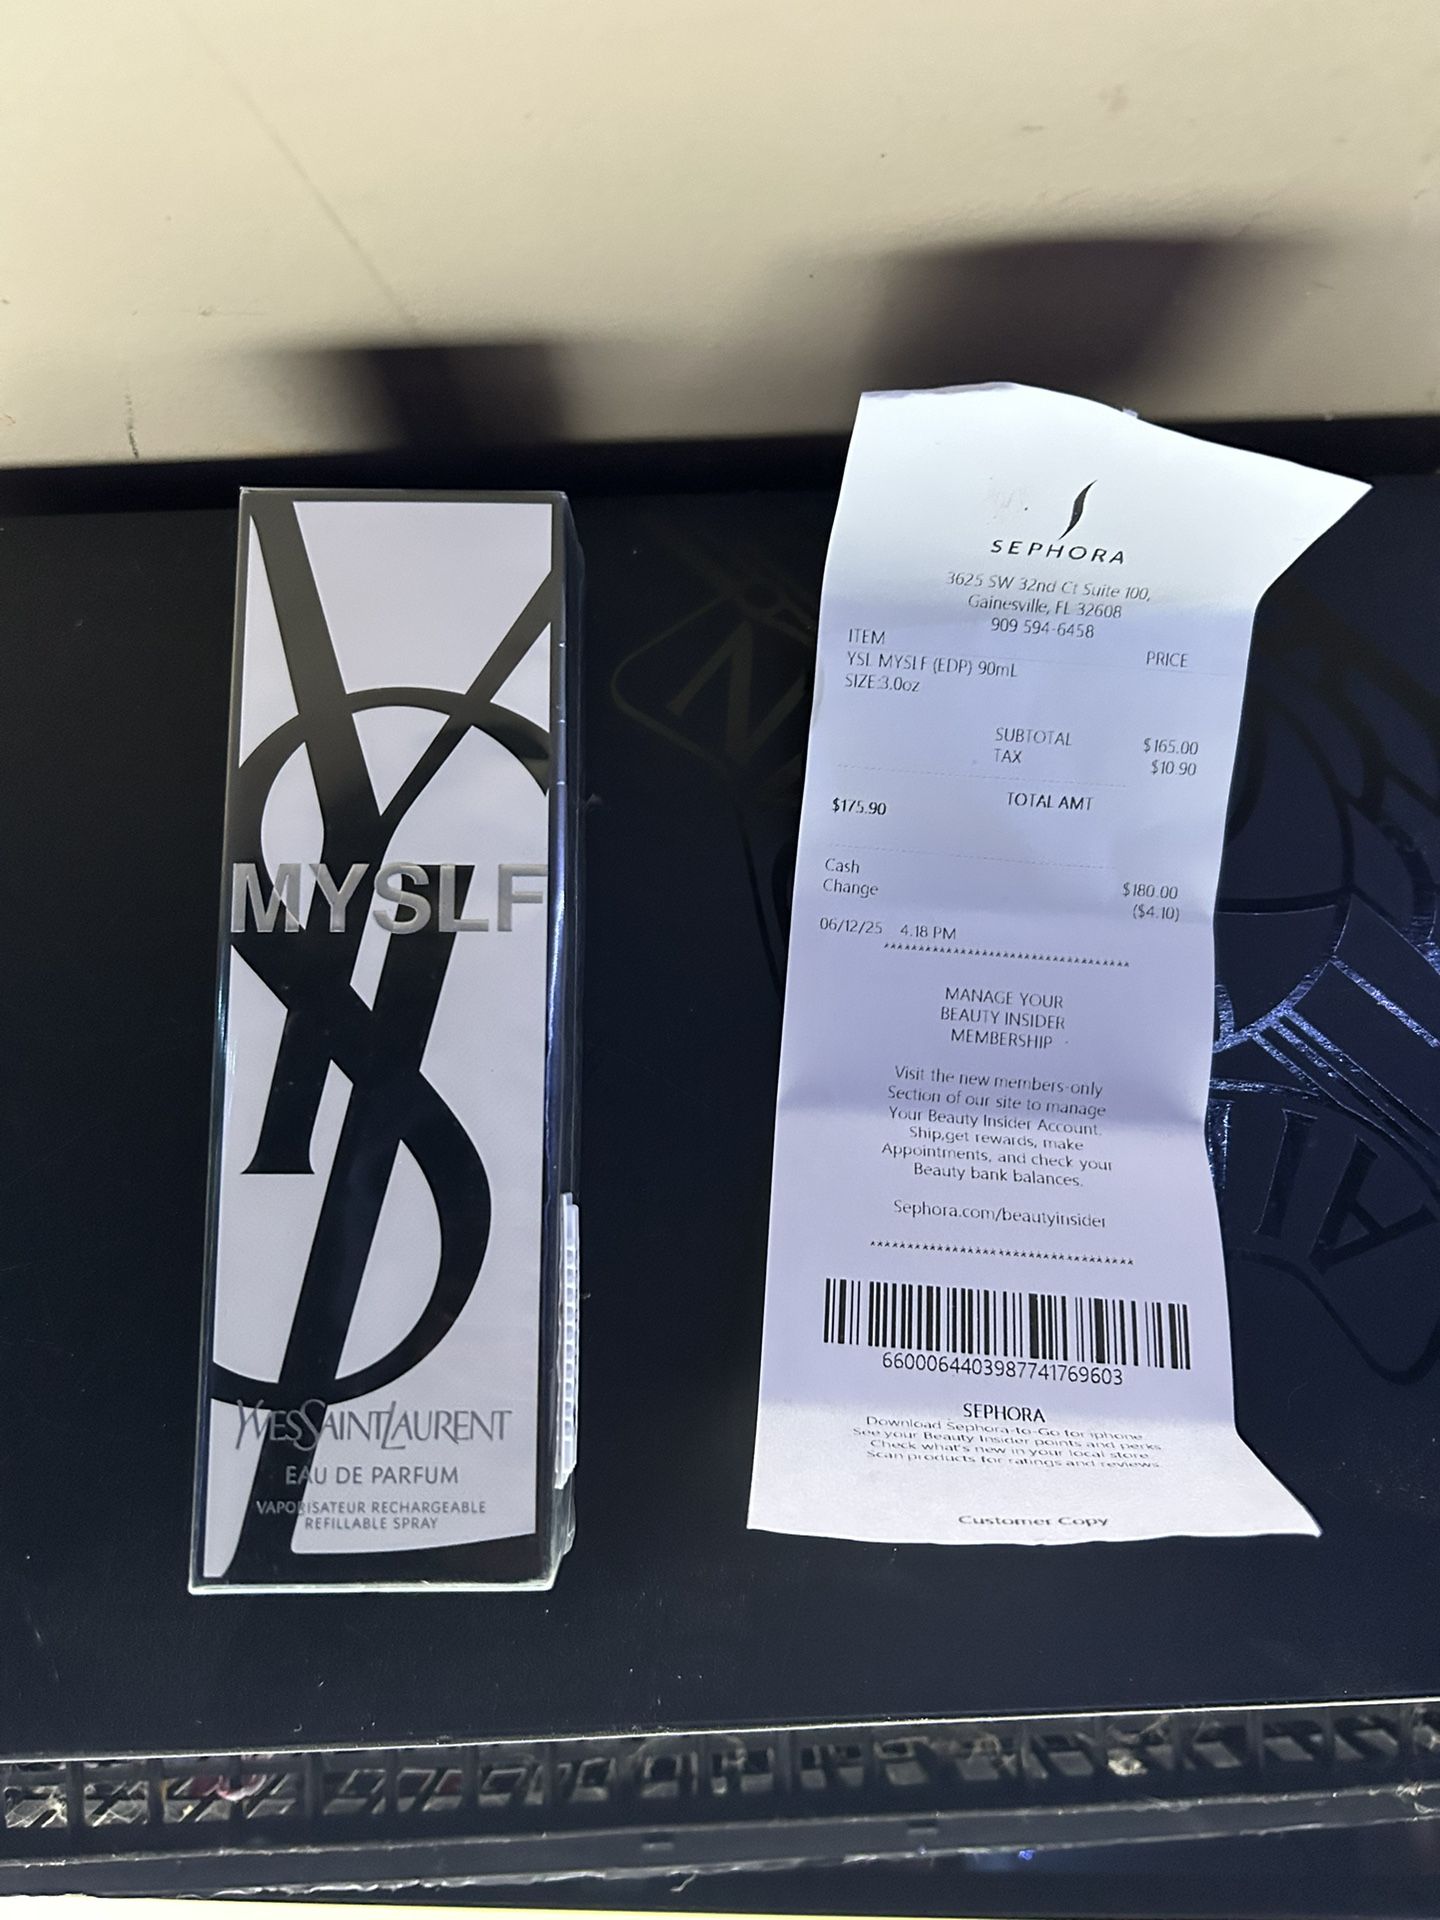 MYSLF
YVESSAINTLAURENT
EAU DE PARFUM
VAPORISATEUR RECHARGEABLE
REFILLABLE SPRAY
SEPHORA
3625 SW 32nd Ct Suite 100,
Gainesville, FL 32608
909 594-6458
ITEM PRICE
YSL MYSLF (EDP) 90mL
SIZE:3.0oz
SUBTOTAL $165.00
TAX $10.90
$175.90 TOTAL AMT
Cash $180.00
Change ($4.10)
06/12/25 4.18 PM
***********************************
MANAGE YOUR
BEAUTY INSIDER
MEMBERSHIP
Visit the new members-only
Section of our site to manage
Your Beauty Insider Account.
Ship,get rewards, make
Appointments, and check your
Beauty bank balances.
Sephora.com/beautyinsider
***********************************
6600064403987741769603
SEPHORA
Download Sephora-to-Go for iphone
See your Beauty Insider points and perks
Check what's new in your local store
Scan products for ratings and reviews
Customer Copy